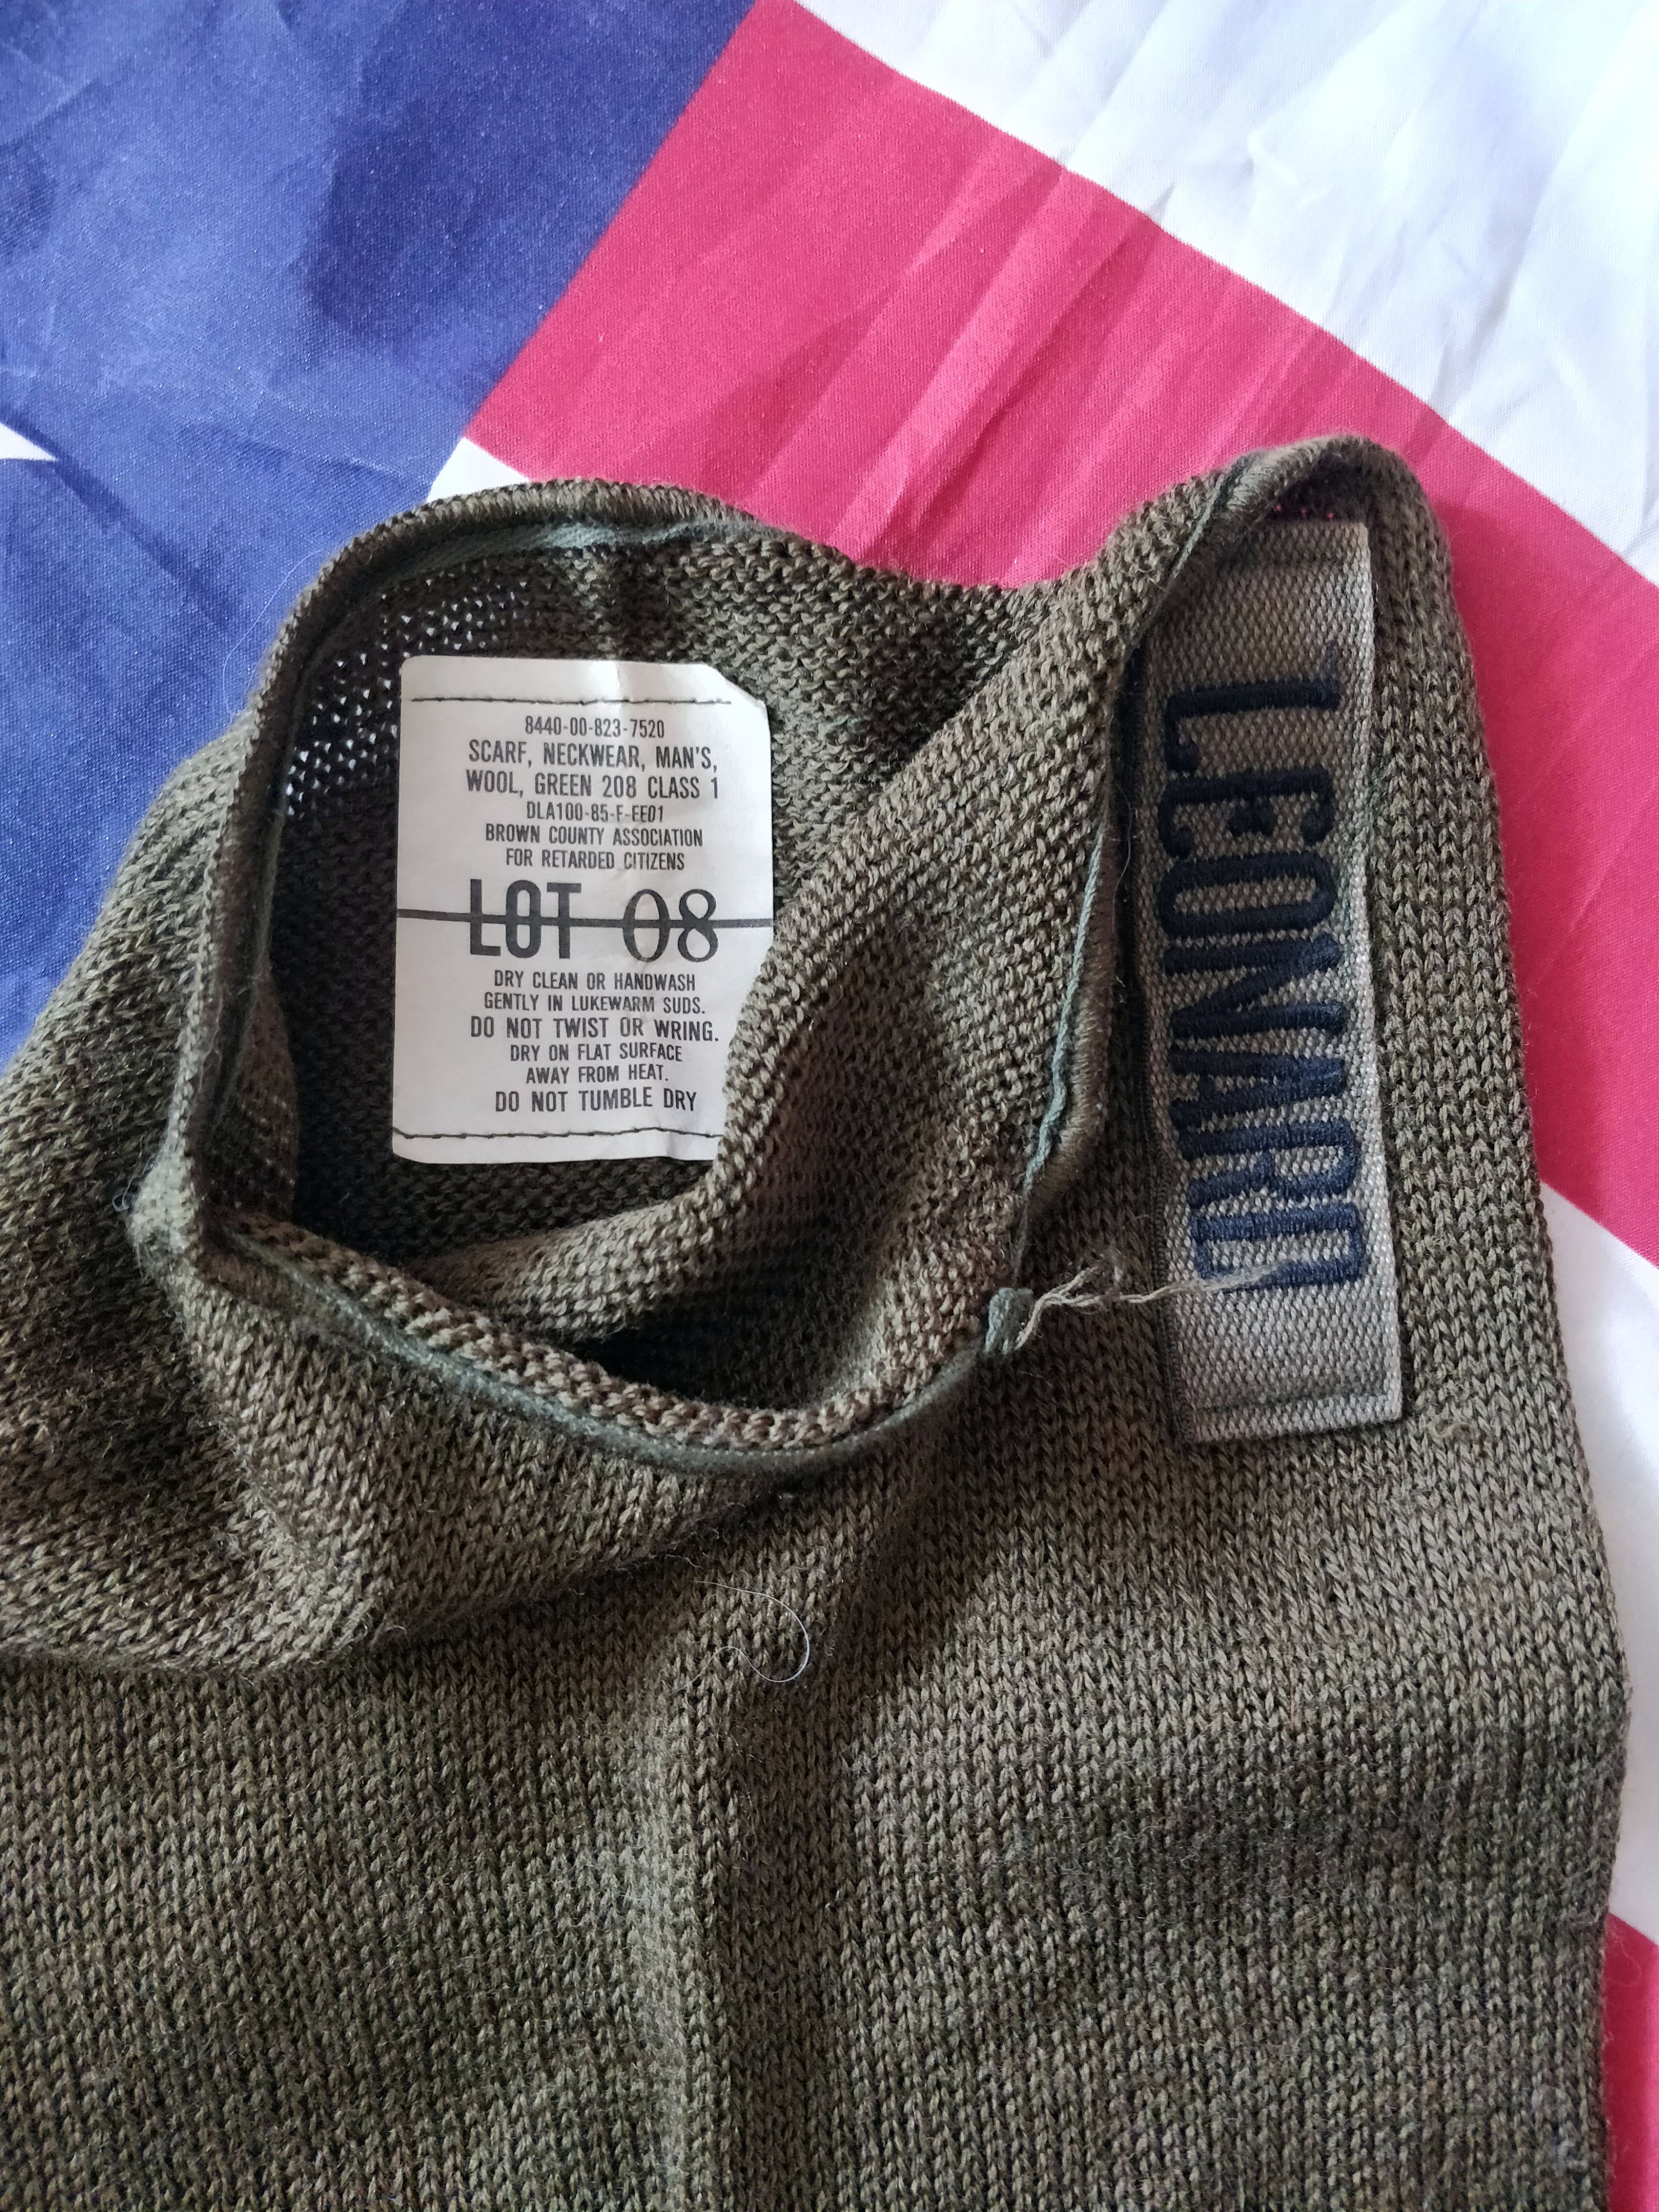 8440-00-823-7520
SCARF, NECKWEAR, MAN'S,
WOOL, GREEN 208 CLASS 1
DLA100-85-F-EE01
BROWN COUNTY ASSOCIATION
FOR RETARDED CITIZENS
LOT 08
DRY CLEAN OR HANDWASH
GENTLY IN LUKEWARM SUDS.
DO NOT TWIST OR WRING.
DRY ON FLAT SURFACE
AWAY FROM HEAT.
DO NOT TUMBLE DRY
LEONARD